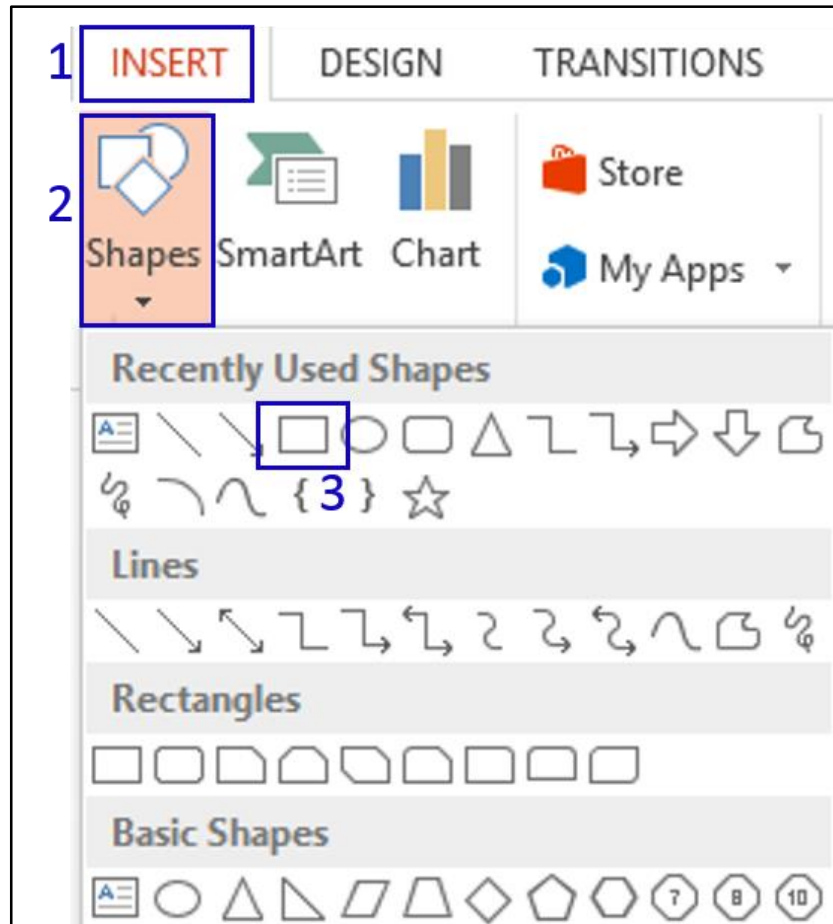 1 INSERT DESIGN TRANSITIONS
2
Shapes SmartArt Chart
Store
My Apps
Recently Used Shapes
{ 3 }
Lines
Rectangles
Basic Shapes
7 8 10